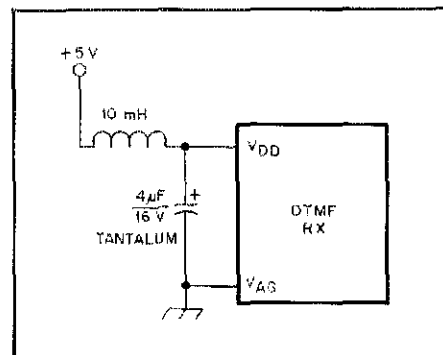 +5 V
10 mH
VDD
4µF
16 V
+
TANTALUM
DTMF
RX
VAG